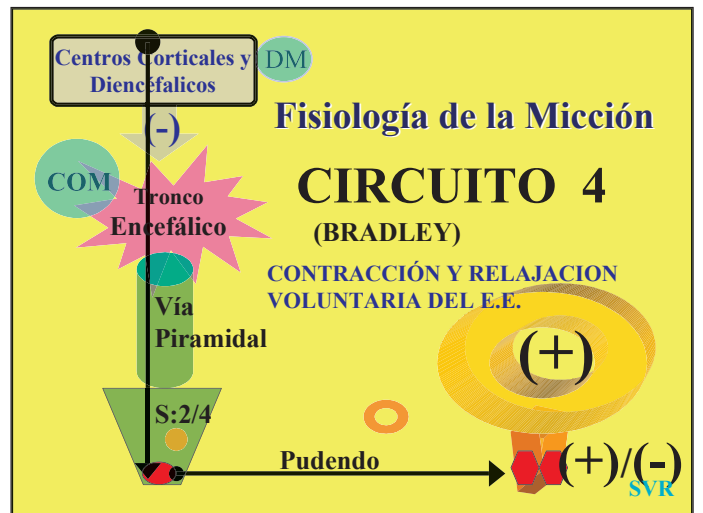 Centros Corticales y
Diencéfalicos
DM
(-)
Fisiología de la Micción
COM
Tronco
Encefálico
CIRCUITO 4
(BRADLEY)
CONTRACCIÓN Y RELAJACION
VOLUNTARIA DEL E.E.
Vía
Piramidal
(+)
S:2/4
Pudendo
(+)/(-)
SVR